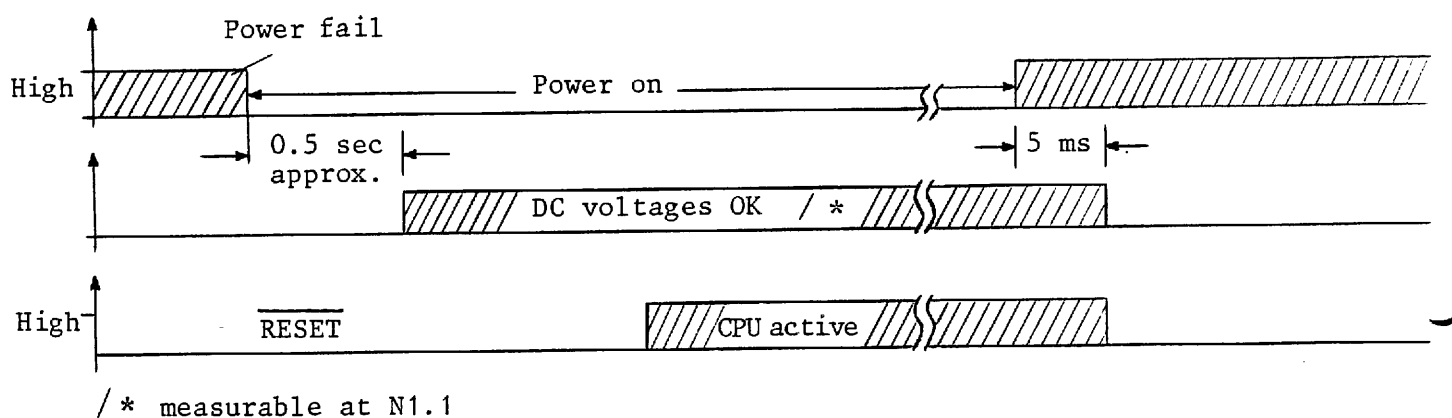 Power fail
High
Power on
0.5 sec
approx.
5 ms
DC voltages OK /*
High
RESET
CPU active
/* measurable at N1.1